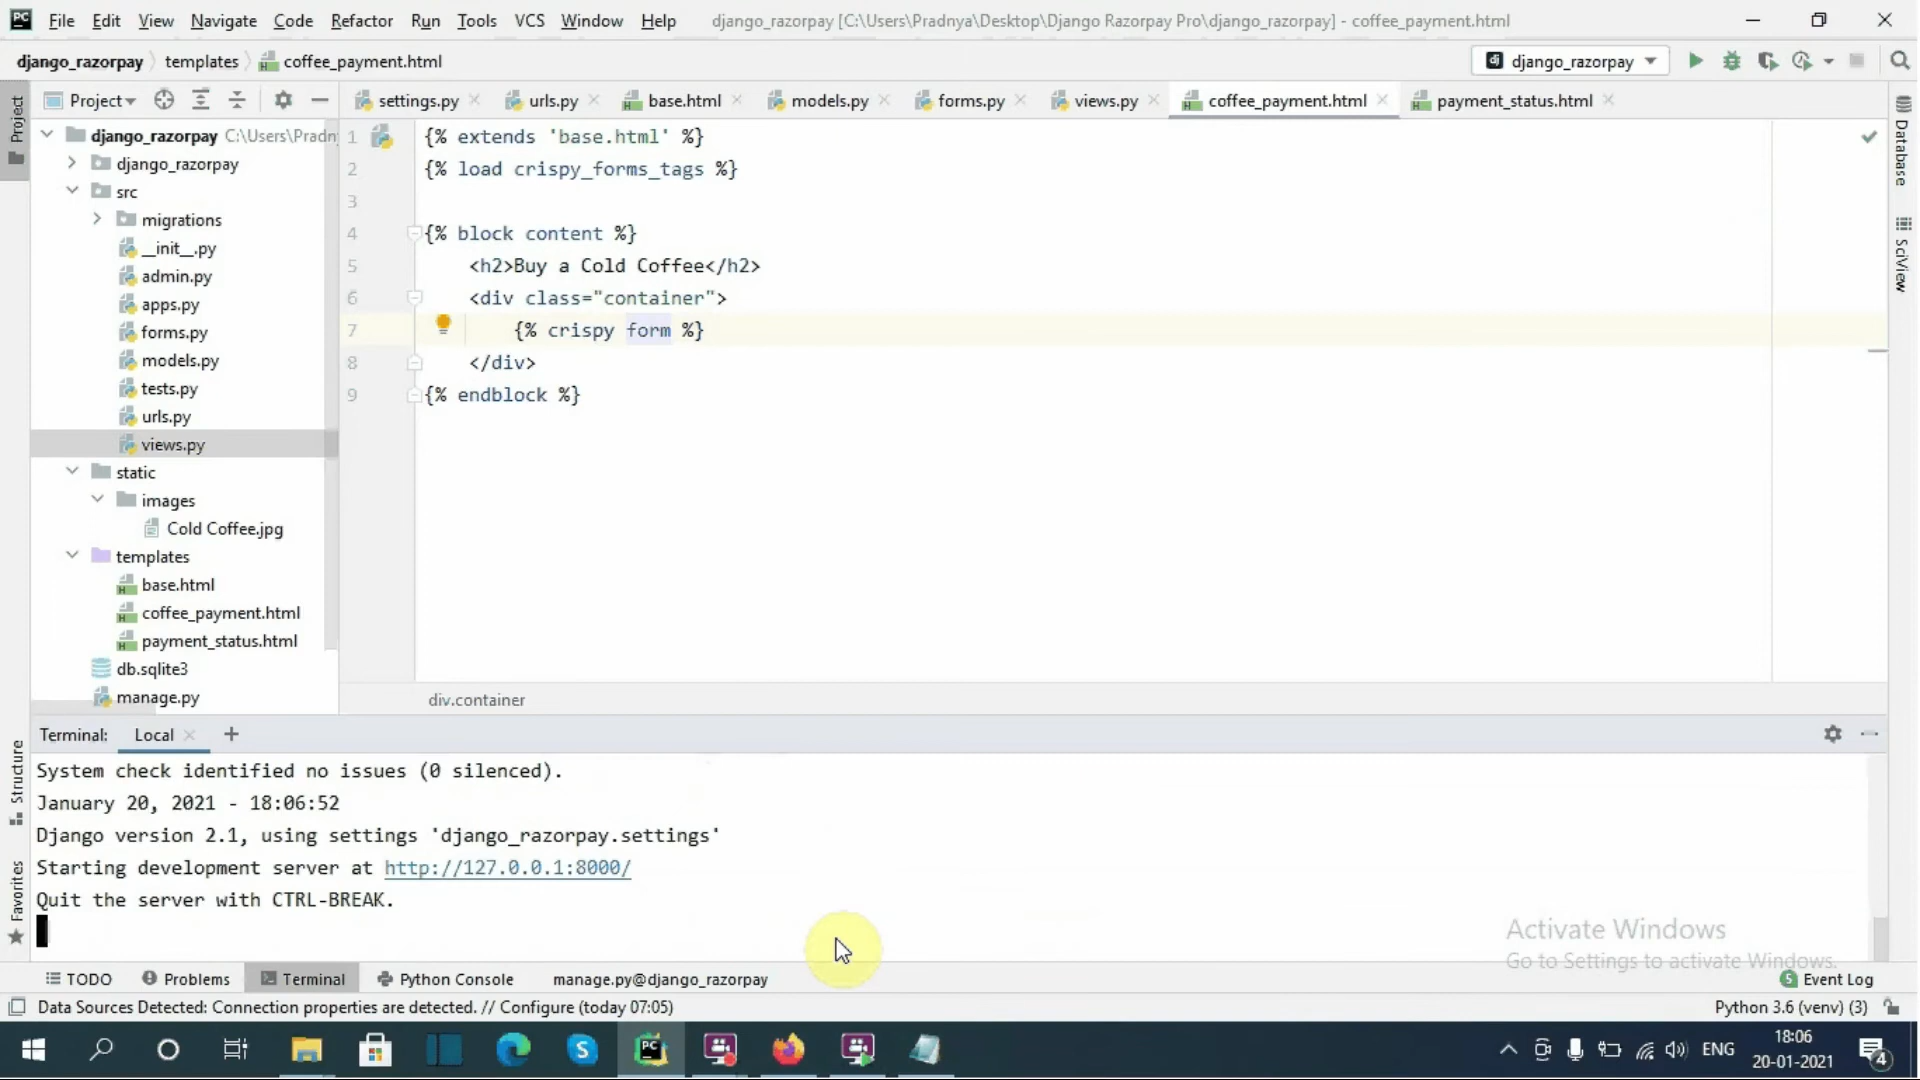 File Edit View Navigate Code Refactor Run Tools VCS Window Help django_razorpay [C:\Users\Pradnya\Desktop\Django Razorpay Pro\django_razorpay] - coffee_payment.html
django_razorpay templates coffee_payment.html django_razorpay
Project settings.py urls.py base.html models.py forms.py views.py coffee_payment.html payment_status.html
Project
django_razorpay C:\Users\Pradn
django_razorpay
src
migrations
__init__.py
admin.py
apps.py
forms.py
models.py
tests.py
urls.py
views.py
static
images
Cold Coffee.jpg
templates
base.html
coffee_payment.html
payment_status.html
db.sqlite3
manage.py
1 {% extends 'base.html' %}
2 {% load crispy_forms_tags %}
3
4 {% block content %}
5 <h2>Buy a Cold Coffee</h2>
6 <div class="container">
7 {% crispy form %}
8 </div>
9 {% endblock %}
div.container
Database
SciView
Structure
Favorites
Terminal: Local
System check identified no issues (0 silenced).
January 20, 2021 - 18:06:52
Django version 2.1, using settings 'django_razorpay.settings'
Starting development server at http://127.0.0.1:8000/
Quit the server with CTRL-BREAK.
Activate Windows
Go to Settings to activate Windows.
TODO Problems Terminal Python Console manage.py@django_razorpay 5 Event Log
Data Sources Detected: Connection properties are detected. // Configure (today 07:05) Python 3.6 (venv) (3)
ENG 18:06
20-01-2021
4